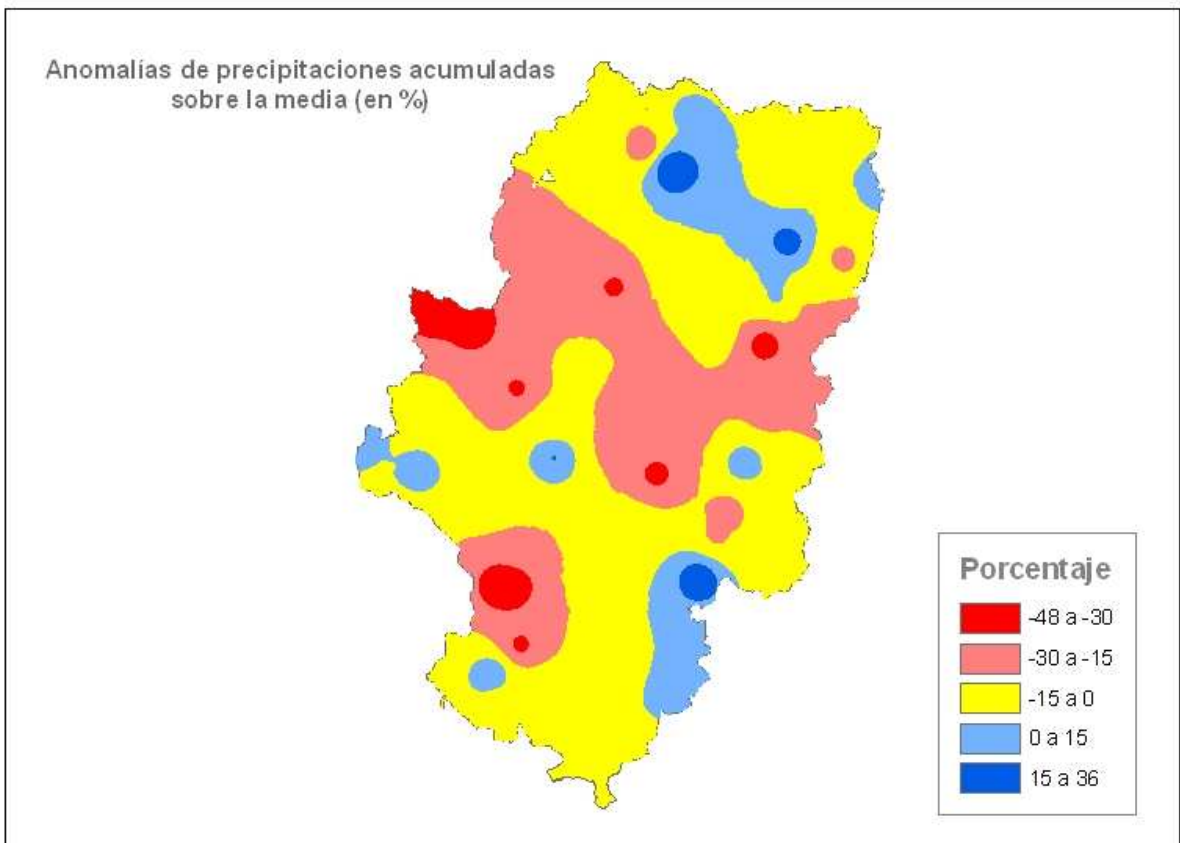 Anomalías de precipitaciones acumuladas
sobre la media (en %)
Porcentaje
-48 a -30
-30 a -15
-15 a 0
0 a 15
15 a 36